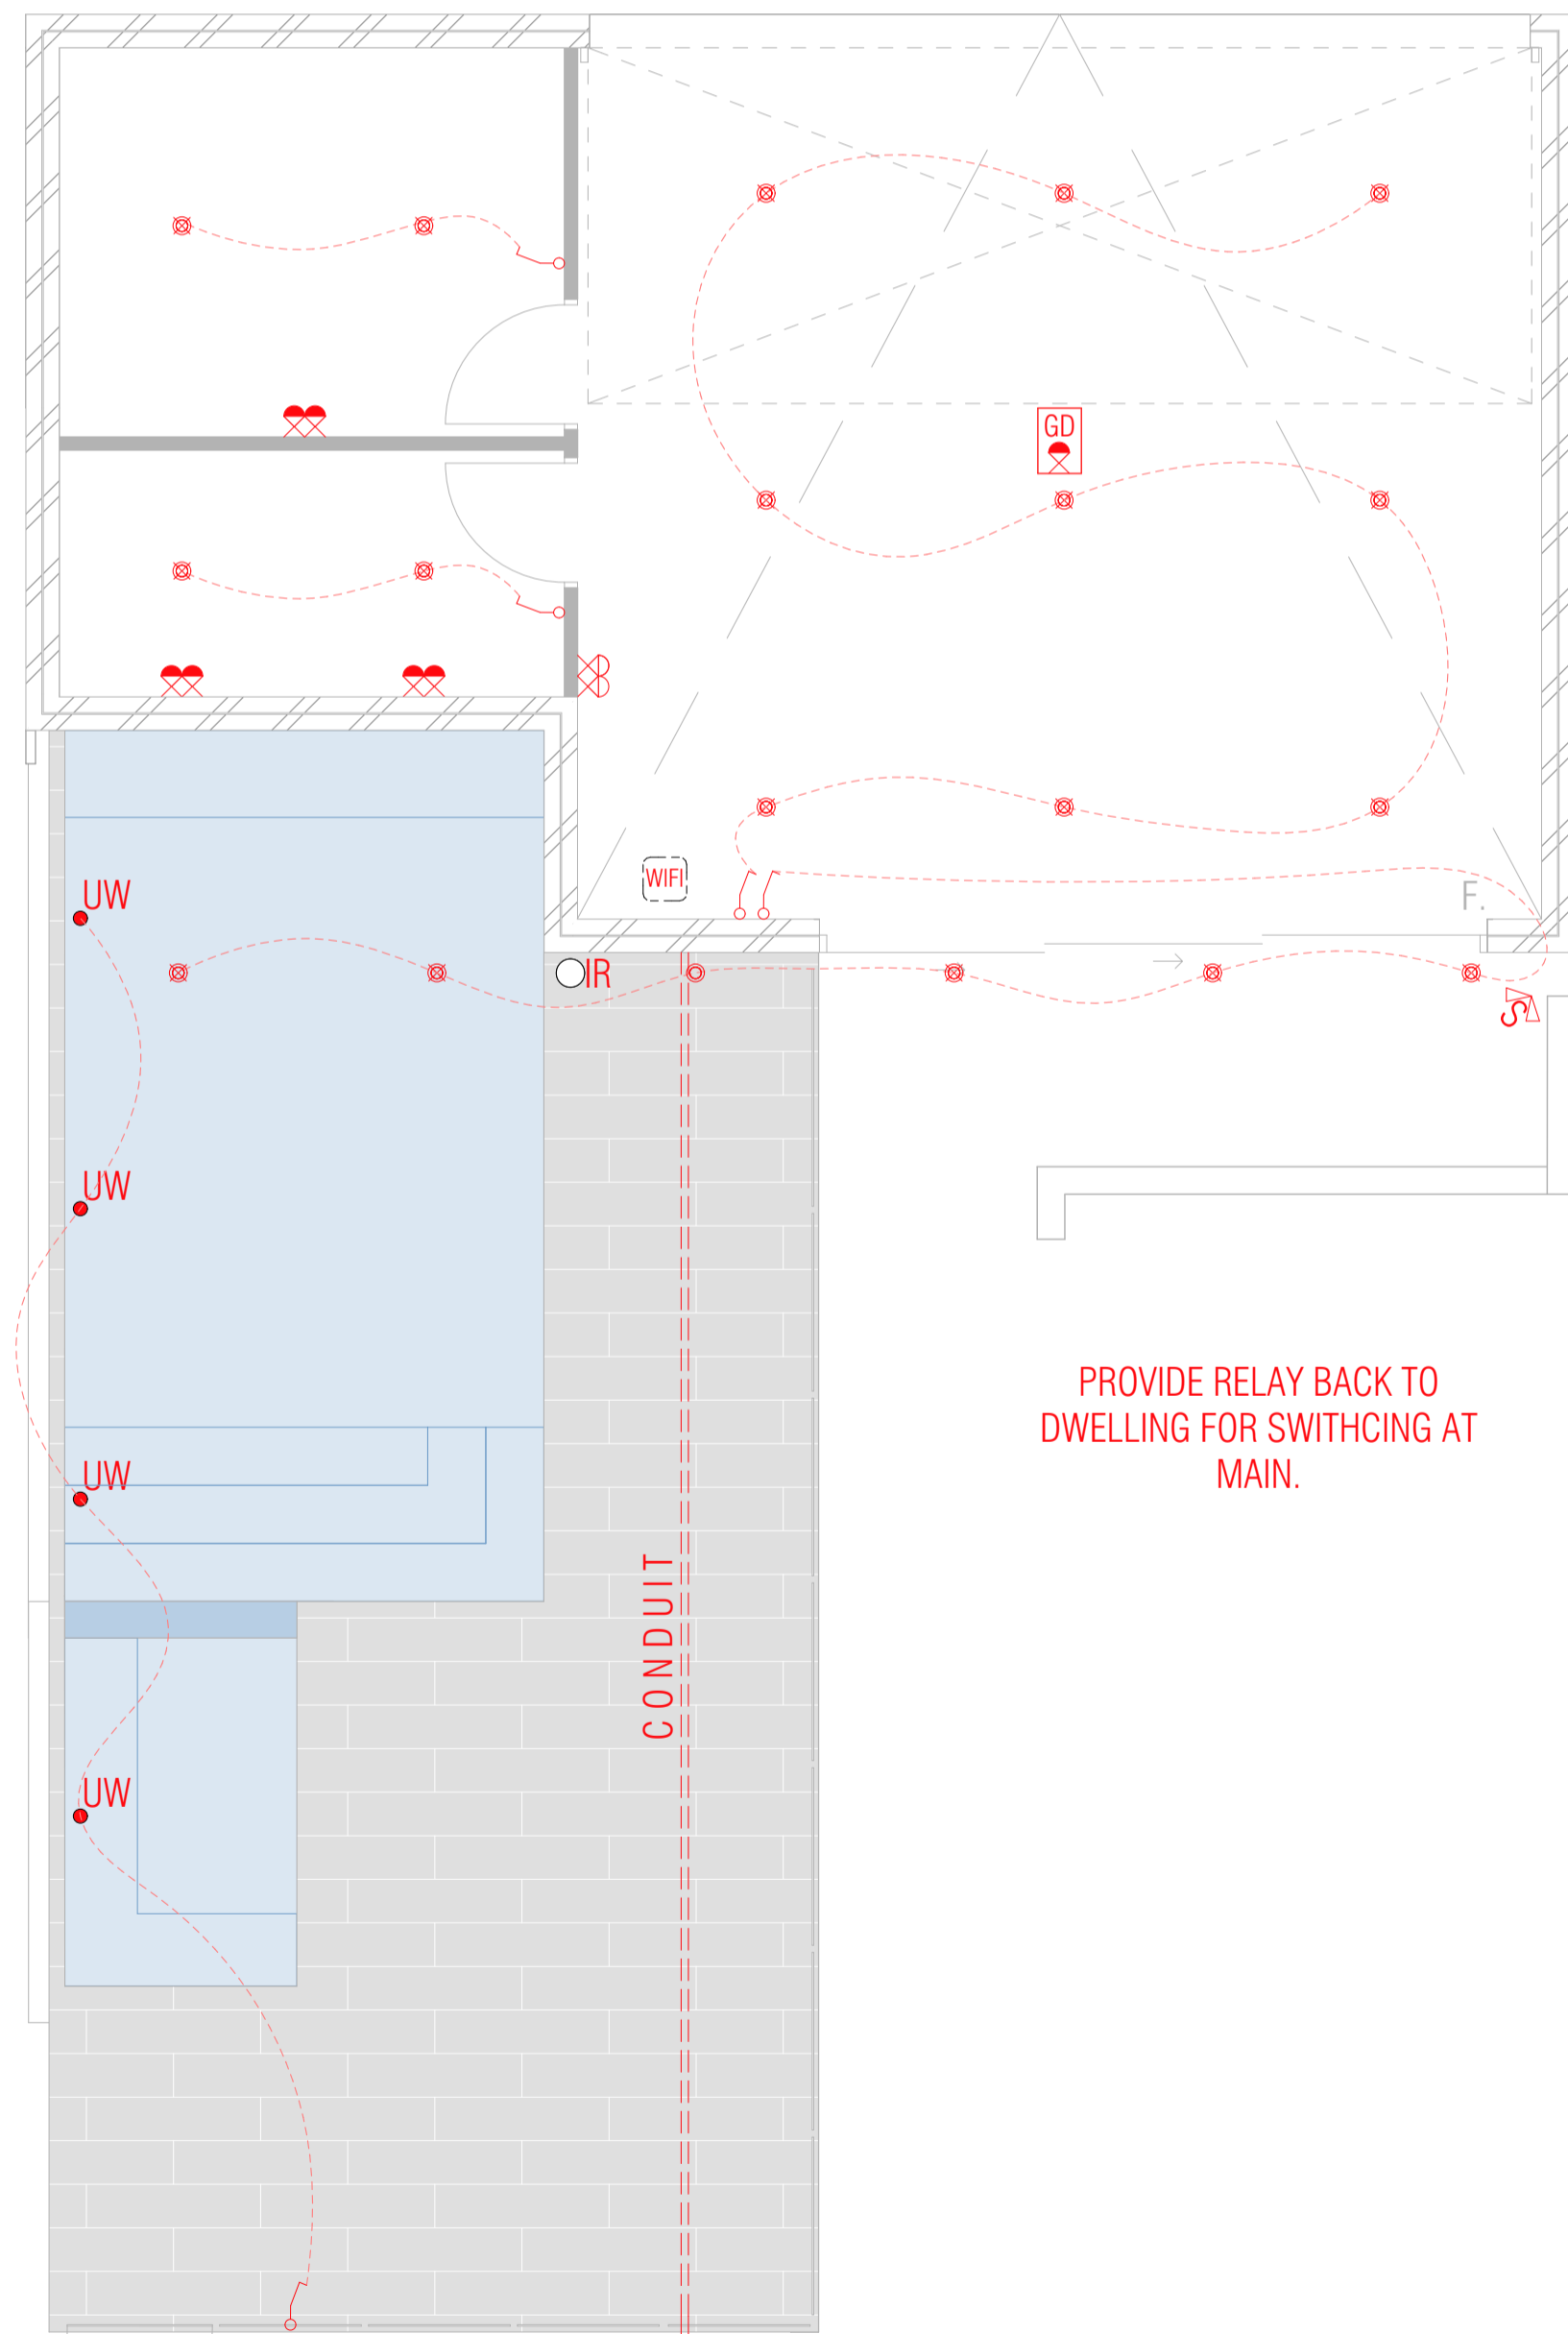 GD
WIFI
F.
UW
IR
S
UW
PROVIDE RELAY BACK TO
DWELLING FOR SWITHCING AT
MAIN.
UW
CONDUIT
UW